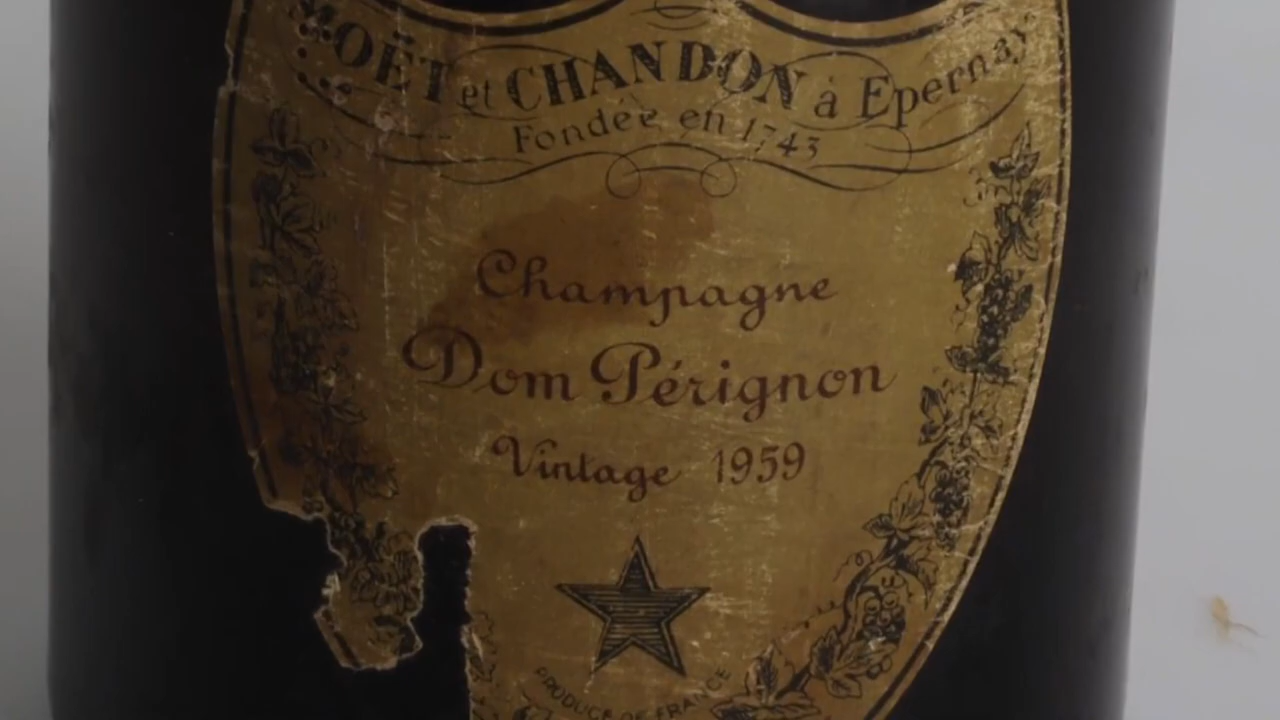 MOËT et CHANDON à Epernay
Fondée en 1743
Champagne
Dom Pérignon
Vintage 1959
PRODUCE OF FRANCE